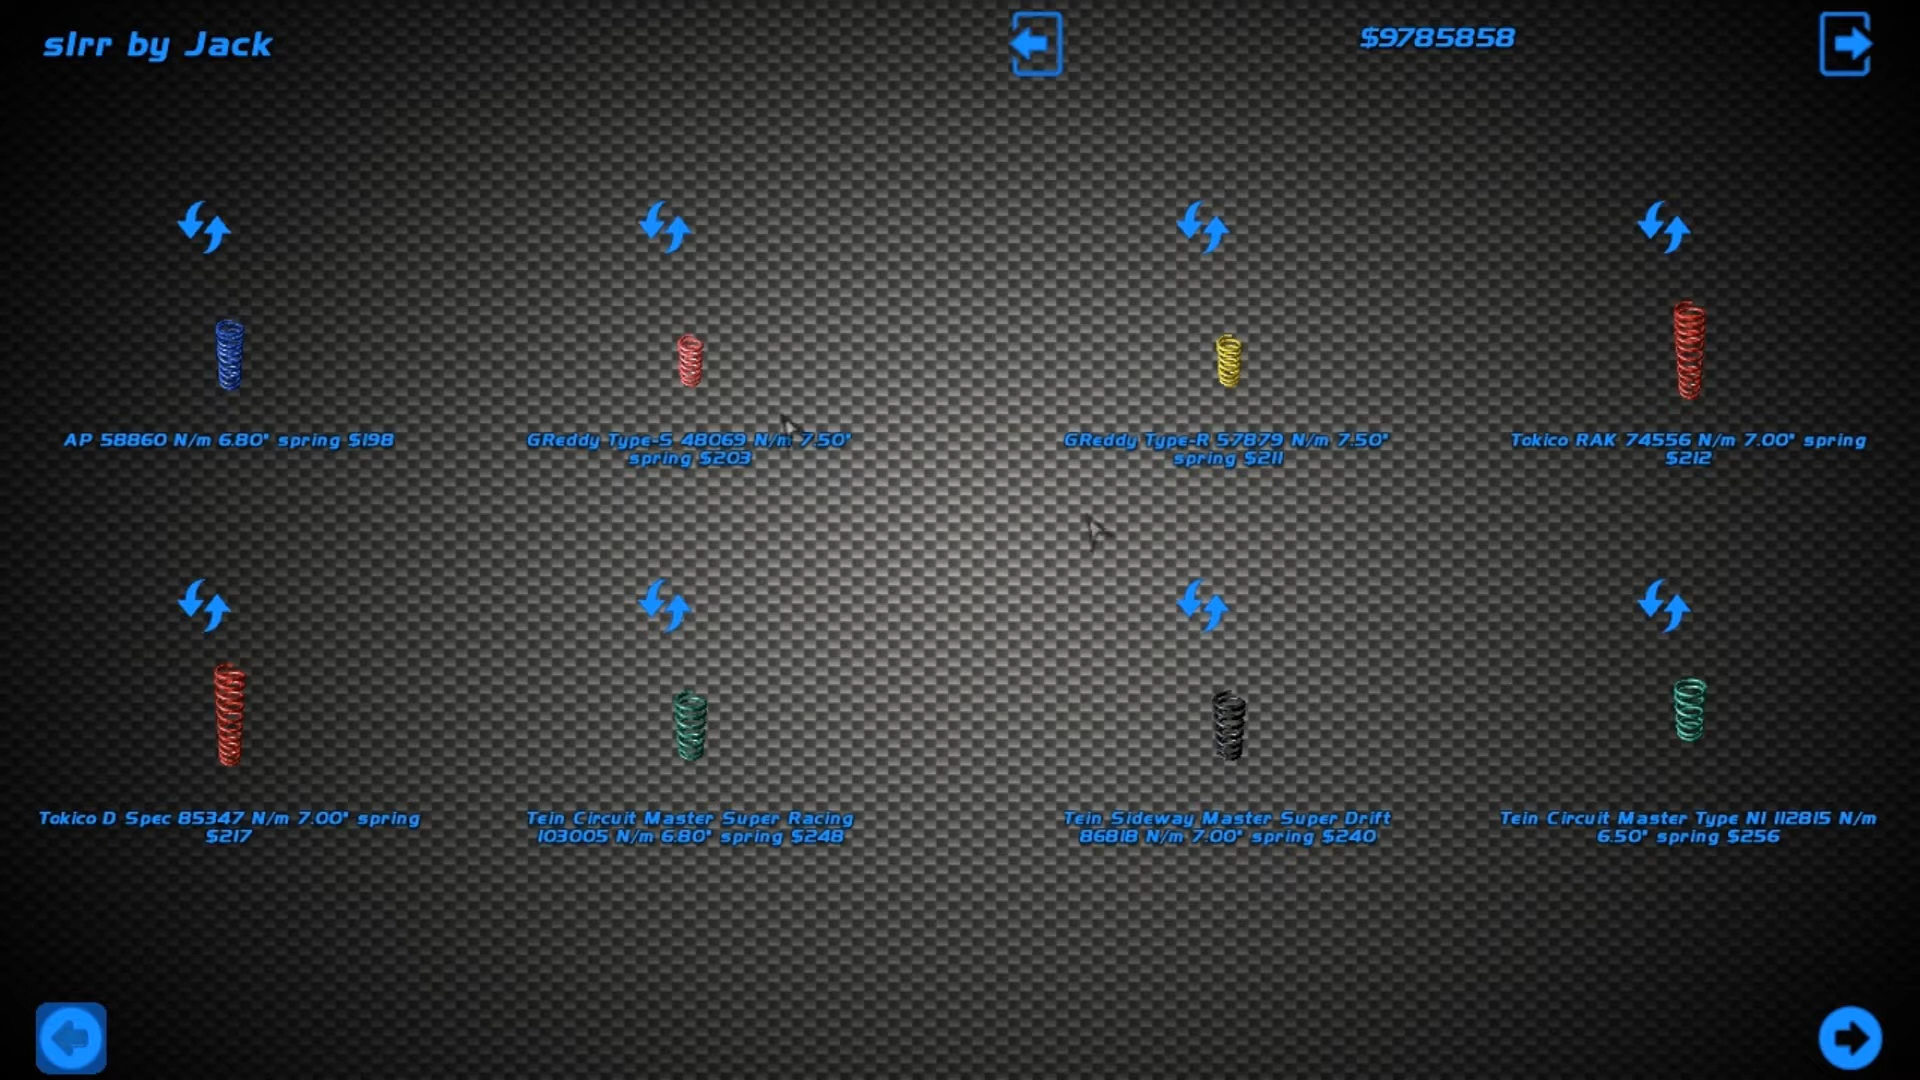 slrr by Jack
$9785858
AP 58860 N/m 6.80" spring $198
GReddy Type-S 48069 N/m 7.50"
spring $203
GReddy Type-R 57879 N/m 7.50"
spring $211
Tokico RAK 74556 N/m 7.00" spring
$212
Tokico D Spec 85347 N/m 7.00" spring
$217
Tein Circuit Master Super Racing
103005 N/m 6.80" spring $248
Tein Sideway Master Super Drift
86818 N/m 7.00" spring $240
Tein Circuit Master Type N1 112815 N/m
6.50" spring $256